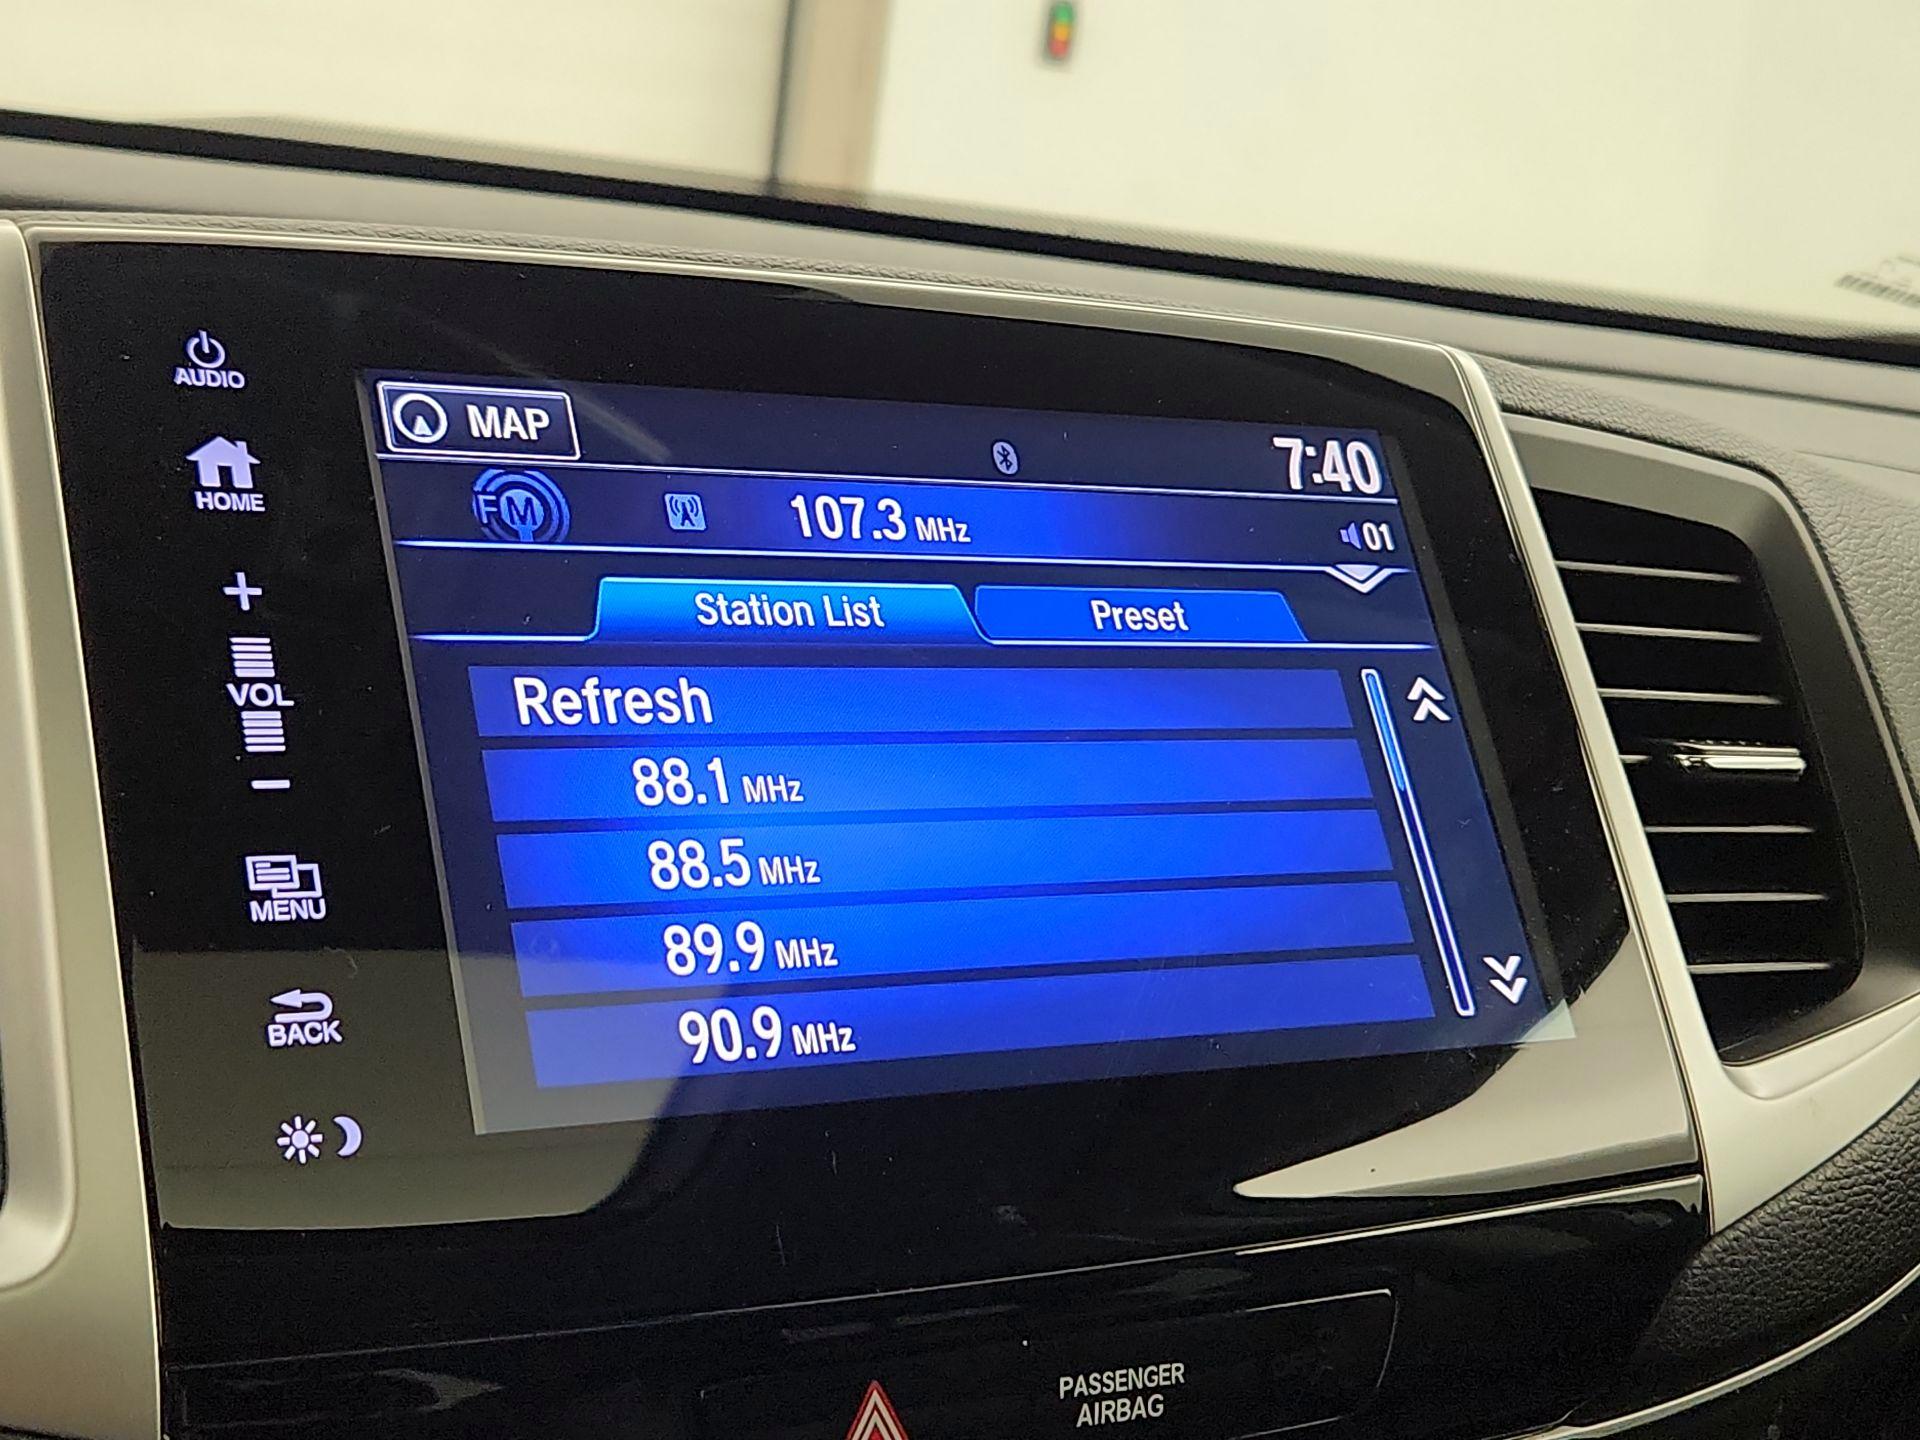 AUDIO
HOME
+
VOL
-
MENU
BACK
MAP
7:40
FM
107.3 MHz
01
Station List
Preset
Refresh
88.1 MHz
88.5 MHz
89.9 MHz
90.9 MHz
PASSENGER
AIRBAG